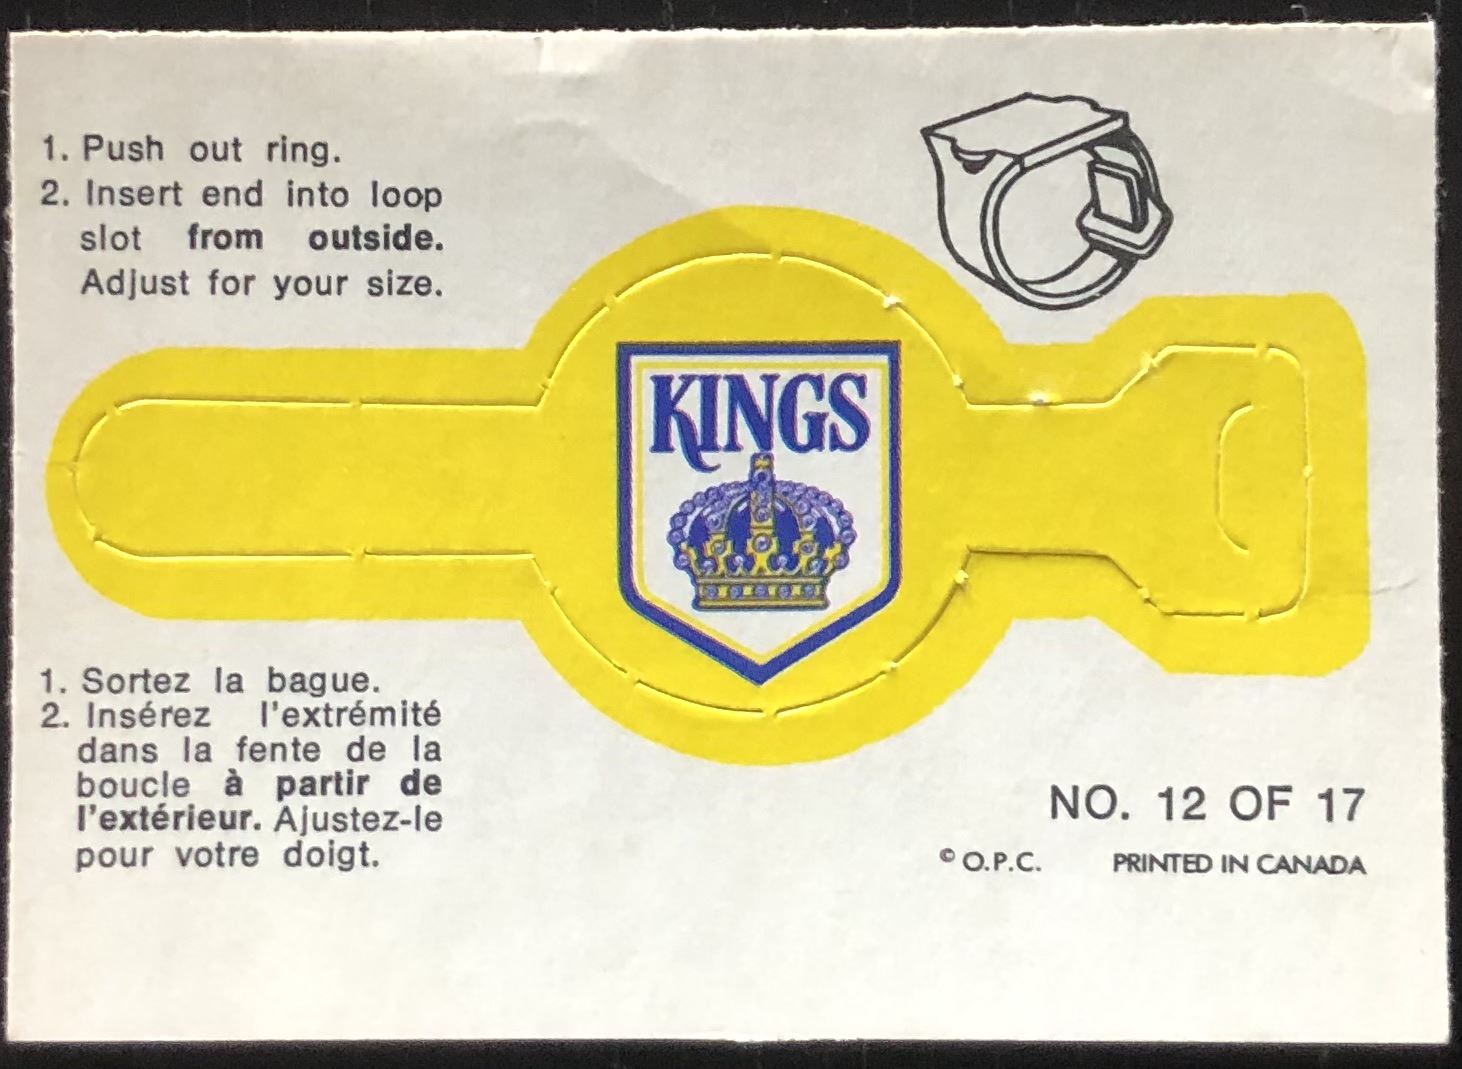 1. Push out ring.
2. Insert end into loop
slot from outside.
Adjust for your size.
KINGS
1. Sortez la bague.
2. Insérez l'extrémité
dans la fente de la
boucle à partir de
l'extérieur. Ajustez-le
pour votre doigt.
NO. 12 OF 17
© O.P.C. PRINTED IN CANADA